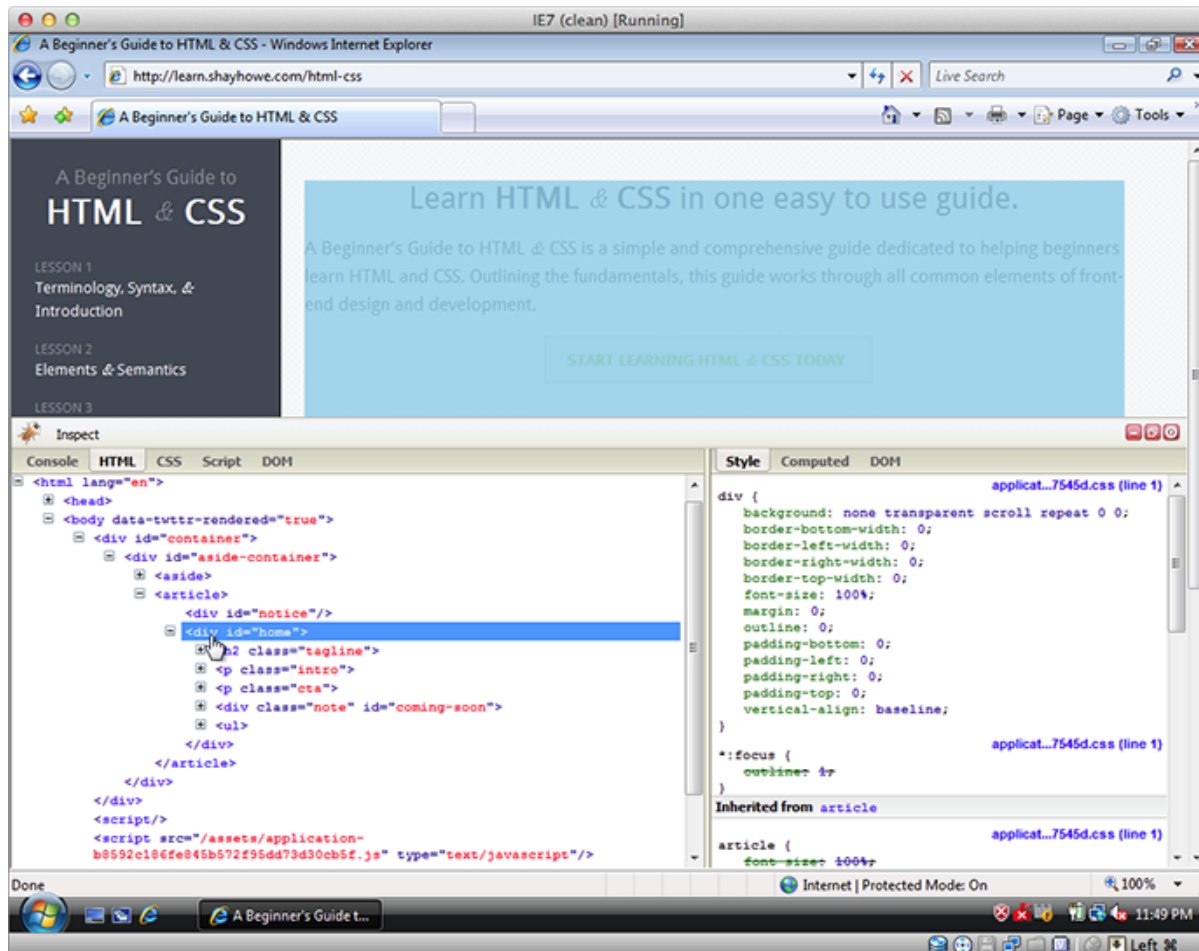 IE7 (clean) [Running]
A Beginner's Guide to HTML & CSS - Windows Internet Explorer
http://learn.shayhowe.com/html-css
Live Search
A Beginner's Guide to HTML & CSS
Page
Tools
A Beginner's Guide to
HTML & CSS
LESSON 1
Terminology, Syntax, &
Introduction
LESSON 2
Elements & Semantics
LESSON 3
Learn HTML & CSS in one easy to use guide.
A Beginner's Guide to HTML & CSS is a simple and comprehensive guide dedicated to helping beginners
learn HTML and CSS. Outlining the fundamentals, this guide works through all common elements of front-
end design and development.
START LEARNING HTML & CSS TODAY
Inspect
Console HTML CSS Script DOM
<html lang="en">
<head>
<body data-twttr-rendered="true">
<div id="container">
<div id="aside-container">
<aside>
<article>
<div id="notice"/>
<div id="home">
h2 class="tagline">
<p class="intro">
<p class="cta">
<div class="note" id="coming-soon">
<ul>
</div>
</article>
</div>
</div>
<script/>
<script src="/assets/application-
b8592c186fe845b572f95dd73d30cb5f.js" type="text/javascript"/>
Style Computed DOM
applicat...7545d.css (line 1)
div {
background: none transparent scroll repeat 0 0;
border-bottom-width: 0;
border-left-width: 0;
border-right-width: 0;
border-top-width: 0;
font-size: 100%;
margin: 0;
outline: 0;
padding-bottom: 0;
padding-left: 0;
padding-right: 0;
padding-top: 0;
vertical-align: baseline;
}
applicat...7545d.css (line 1)
*:focus {
outline:
}
Inherited from article
applicat...7545d.css (line 1)
article {
font-size: 100%;
Done
Internet | Protected Mode: On
100%
A Beginner's Guide t...
11:49 PM
Left ⌘